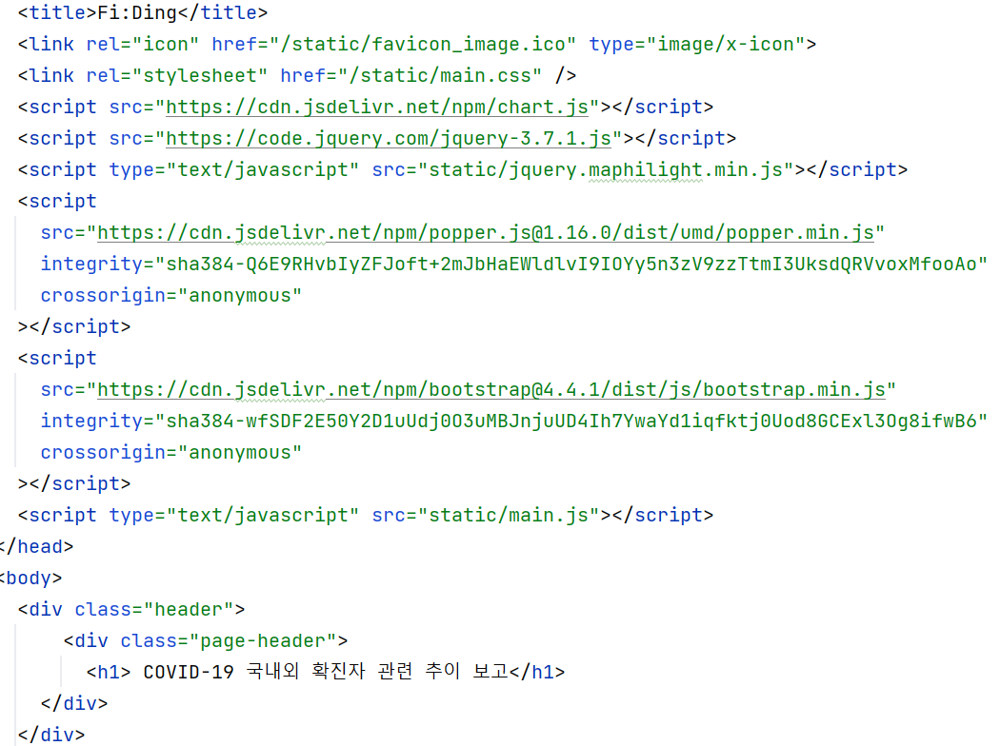 <title>Fi:Ding</title>
<link rel="icon" href="/static/favicon_image.ico" type="image/x-icon">
<link rel="stylesheet" href="/static/main.css" />
<script src="https://cdn.jsdelivr.net/npm/chart.js"></script>
<script src="https://code.jquery.com/jquery-3.7.1.js"></script>
<script type="text/javascript" src="static/jquery.maphilight.min.js"></script>
<script
src="https://cdn.jsdelivr.net/npm/popper.js@1.16.0/dist/umd/popper.min.js"
integrity="sha384-Q6E9RHvbIyZFJoft+2mJbHaEWldlvI9IOYy5n3zV9zzTtmI3UksdQRVvoxMfooAo"
crossorigin="anonymous"
></script>
<script
src="https://cdn.jsdelivr.net/npm/bootstrap@4.4.1/dist/js/bootstrap.min.js"
integrity="sha384-wfSDF2E50Y2D1uUdj0O3uMBJnjuUD4Ih7YwaYd1iqfktj0Uod8GCExl3Og8ifwB6"
crossorigin="anonymous"
></script>
<script type="text/javascript" src="static/main.js"></script>
</head>
<body>
<div class="header">
<div class="page-header">
<h1> COVID-19 국내외 확진자 관련 추이 보고</h1>
</div>
</div>